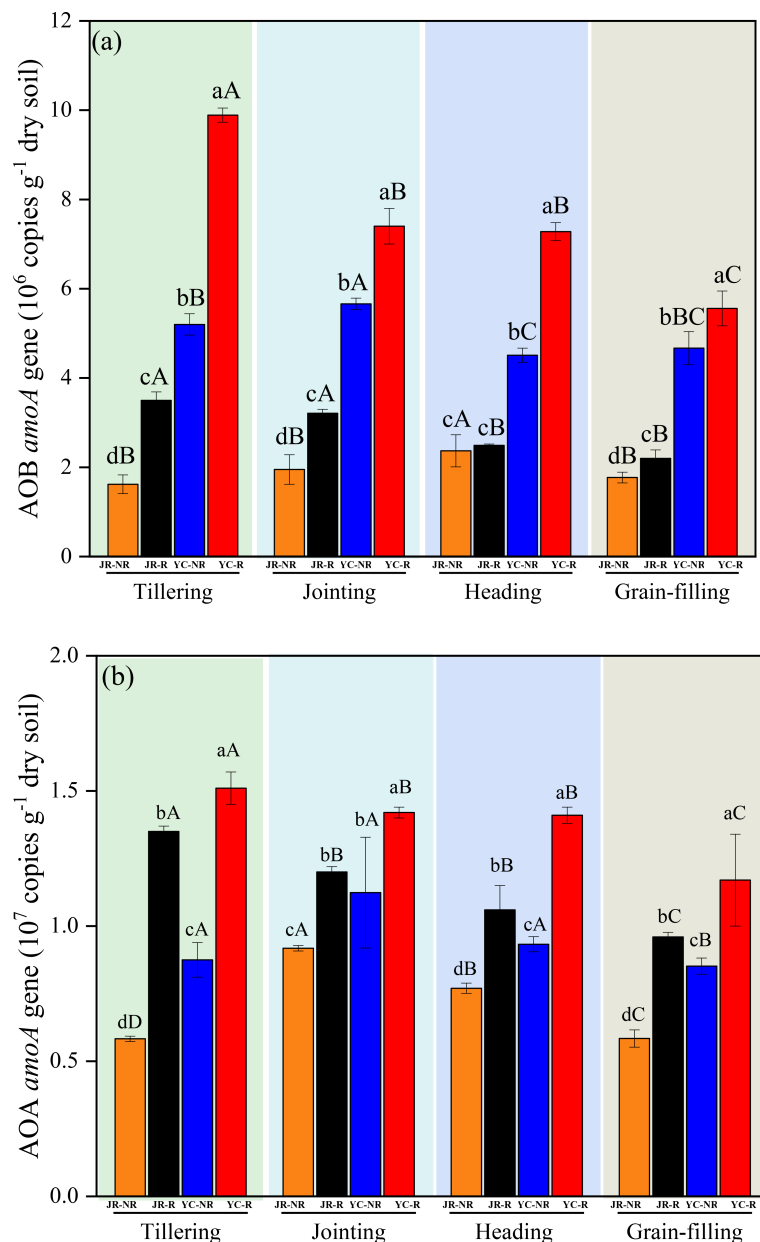 (a)
AOB amoA gene (10⁶ copies g⁻¹ dry soil)
12
10
8
6
4
2
0
dB cA bB aA
dB cA bA aB
cA cB bC aB
dB cB bBC aC
JR-NR JR-R YC-NR YC-R JR-NR JR-R YC-NR YC-R JR-NR JR-R YC-NR YC-R JR-NR JR-R YC-NR YC-R
Tillering Jointing Heading Grain-filling
(b)
AOA amoA gene (10⁷ copies g⁻¹ dry soil)
2.0
1.5
1.0
0.5
0.0
dD bA cA aA
cA bB bA aB
dB bB cA aB
dC bC cB aC
JR-NR JR-R YC-NR YC-R JR-NR JR-R YC-NR YC-R JR-NR JR-R YC-NR YC-R JR-NR JR-R YC-NR YC-R
Tillering Jointing Heading Grain-filling